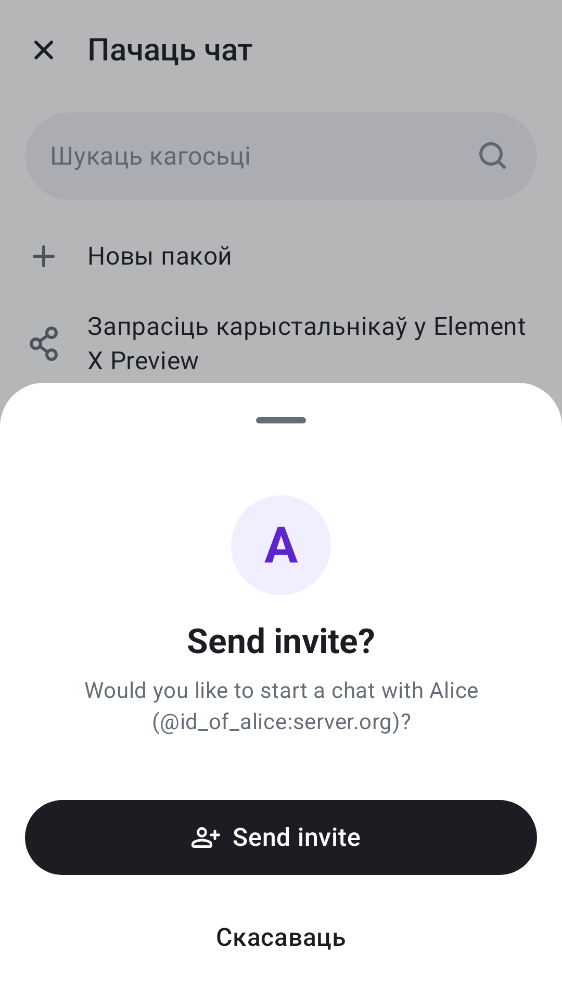 Пачаць чат
Шукаць кагосьці
Новы пакой
Запрасіць карыстальнікаў у Element
X Preview
A
Send invite?
Would you like to start a chat with Alice
(@id_of_alice:server.org)?
Send invite
Скасаваць